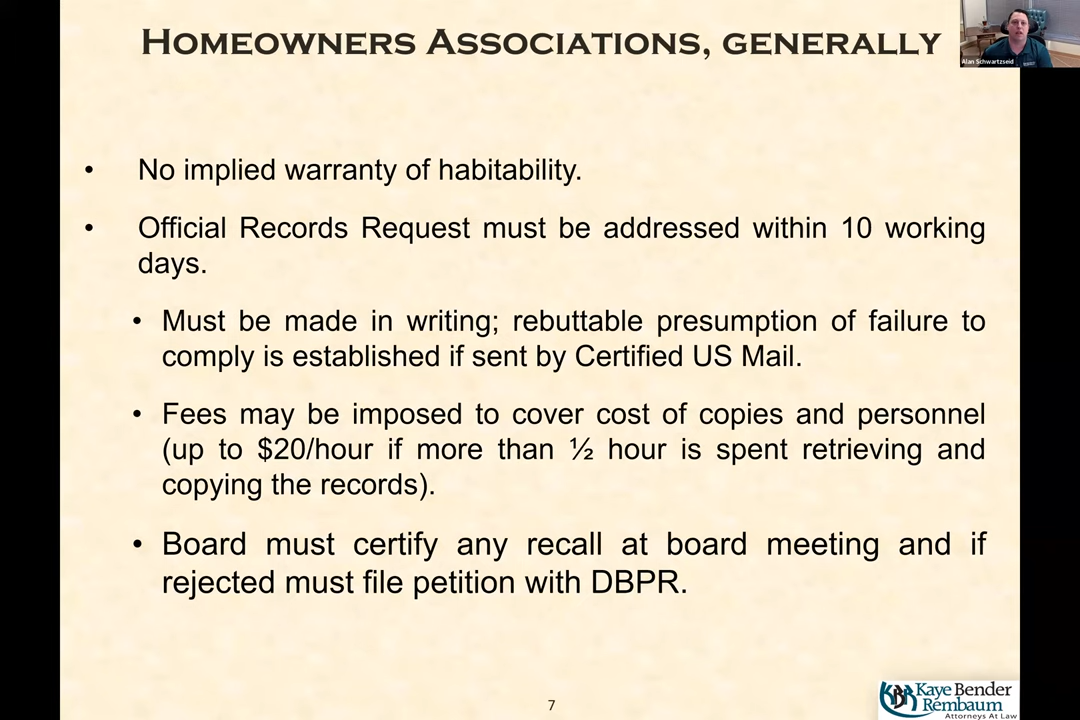 Homeowners Associations, generally
Alan Schwartzseid
• No implied warranty of habitability.
• Official Records Request must be addressed within 10 working
days.
• Must be made in writing; rebuttable presumption of failure to
comply is established if sent by Certified US Mail.
• Fees may be imposed to cover cost of copies and personnel
(up to $20/hour if more than ½ hour is spent retrieving and
copying the records).
• Board must certify any recall at board meeting and if
rejected must file petition with DBPR.
7
KBR Kaye Bender
Rembaum
Attorneys At Law